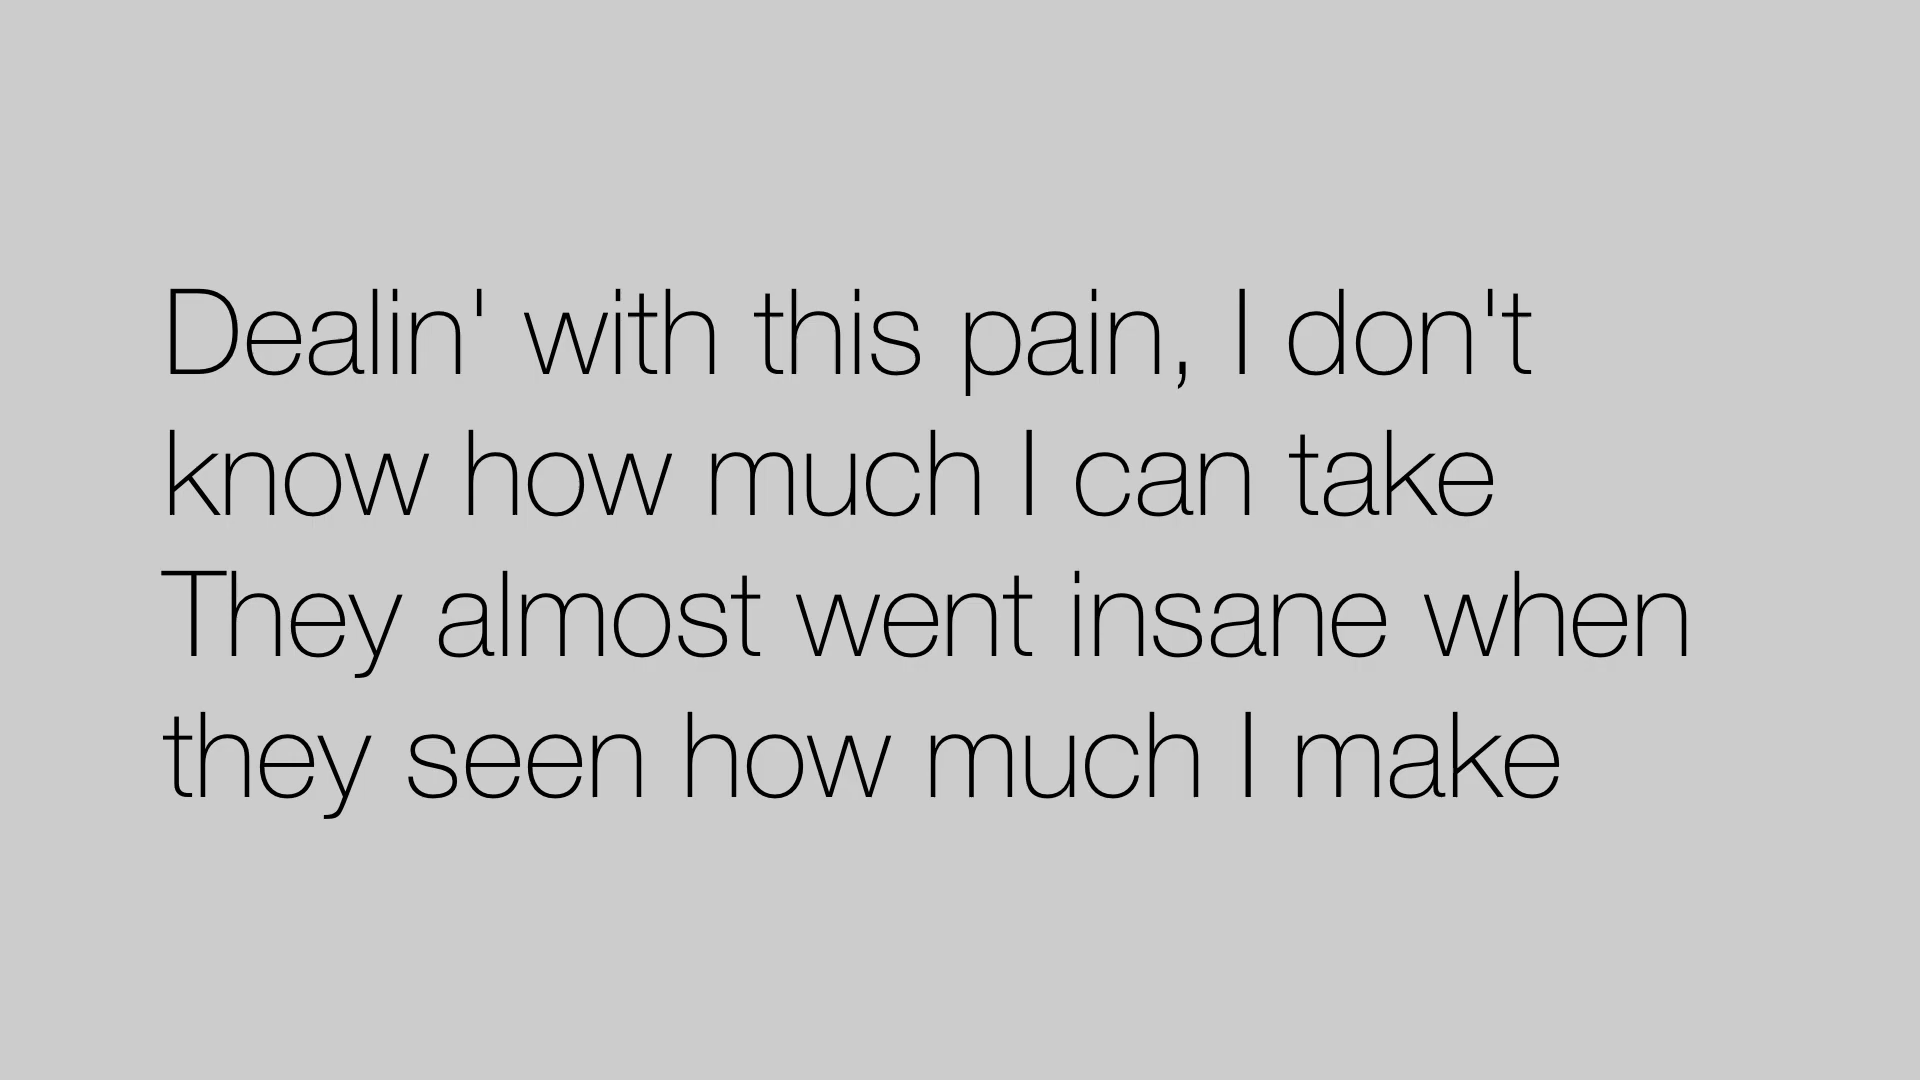 Dealin' with this pain, I don't
know how much I can take
They almost went insane when
they seen how much I make